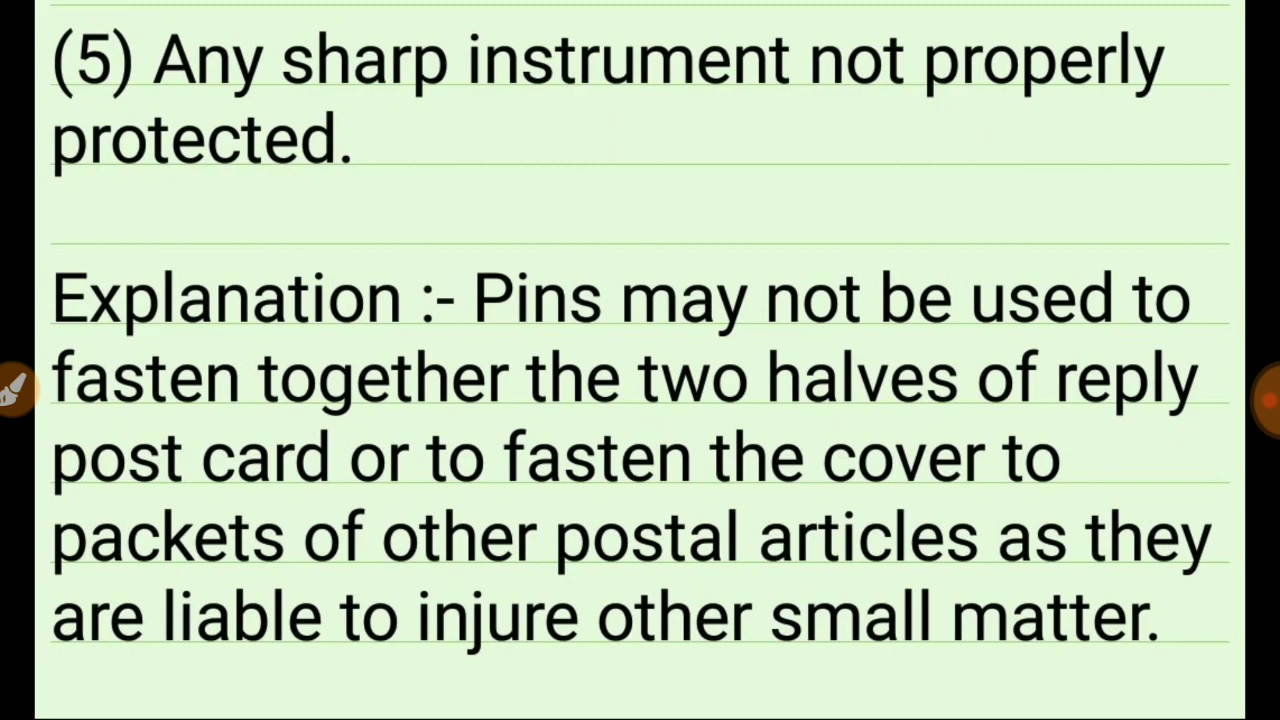 (5) Any sharp instrument not properly
protected.
Explanation :- Pins may not be used to
fasten together the two halves of reply
post card or to fasten the cover to
packets of other postal articles as they
are liable to injure other small matter.